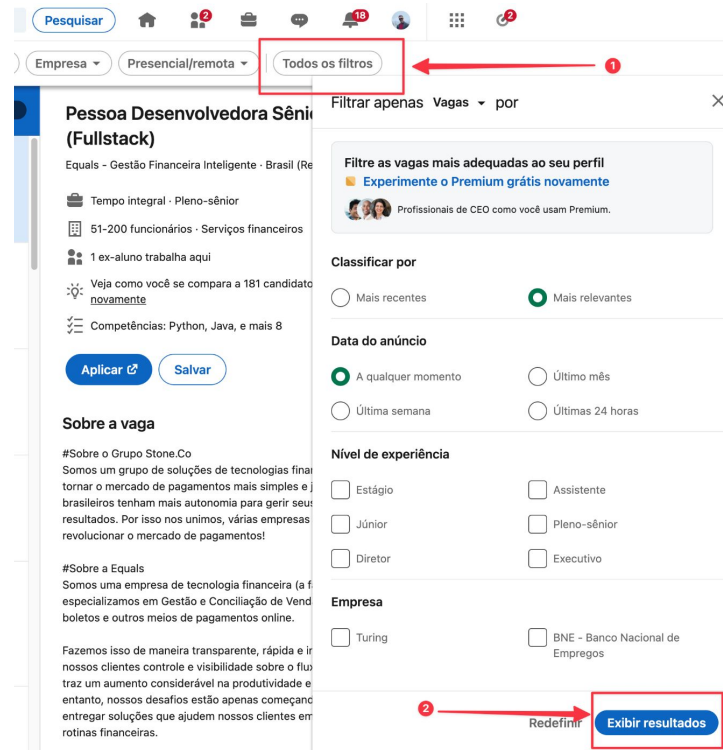 Pesquisar
2
18
2
Empresa
Presencial/remota
Todos os filtros
1
Pessoa Desenvolvedora Sêni
(Fullstack)
Equals - Gestão Financeira Inteligente · Brasil (Re
Tempo integral · Pleno-sênior
51-200 funcionários · Serviços financeiros
1 ex-aluno trabalha aqui
Veja como você se compara a 181 candidato
novamente
Competências: Python, Java, e mais 8
Aplicar
Salvar
Sobre a vaga
#Sobre o Grupo Stone.Co
Somos um grupo de soluções de tecnologias finan
tornar o mercado de pagamentos mais simples e j
brasileiros tenham mais autonomia para gerir seus
resultados. Por isso nos unimos, várias empresas
revolucionar o mercado de pagamentos!
#Sobre a Equals
Somos uma empresa de tecnologia financeira (a f
especializamos em Gestão e Conciliação de Vend
boletos e outros meios de pagamentos online.
Fazemos isso de maneira transparente, rápida e in
nossos clientes controle e visibilidade sobre o flux
traz um aumento considerável na produtividade e
entanto, nossos desafios estão apenas começand
entregar soluções que ajudem nossos clientes em
rotinas financeiras.
Filtrar apenas Vagas por
Filtre as vagas mais adequadas ao seu perfil
Experimente o Premium grátis novamente
Profissionais de CEO como você usam Premium.
Classificar por
Mais recentes
Mais relevantes
Data do anúncio
A qualquer momento
Último mês
Última semana
Últimas 24 horas
Nível de experiência
Estágio
Assistente
Júnior
Pleno-sênior
Diretor
Executivo
Empresa
Turing
BNE - Banco Nacional de
Empregos
2
Redefinir
Exibir resultados